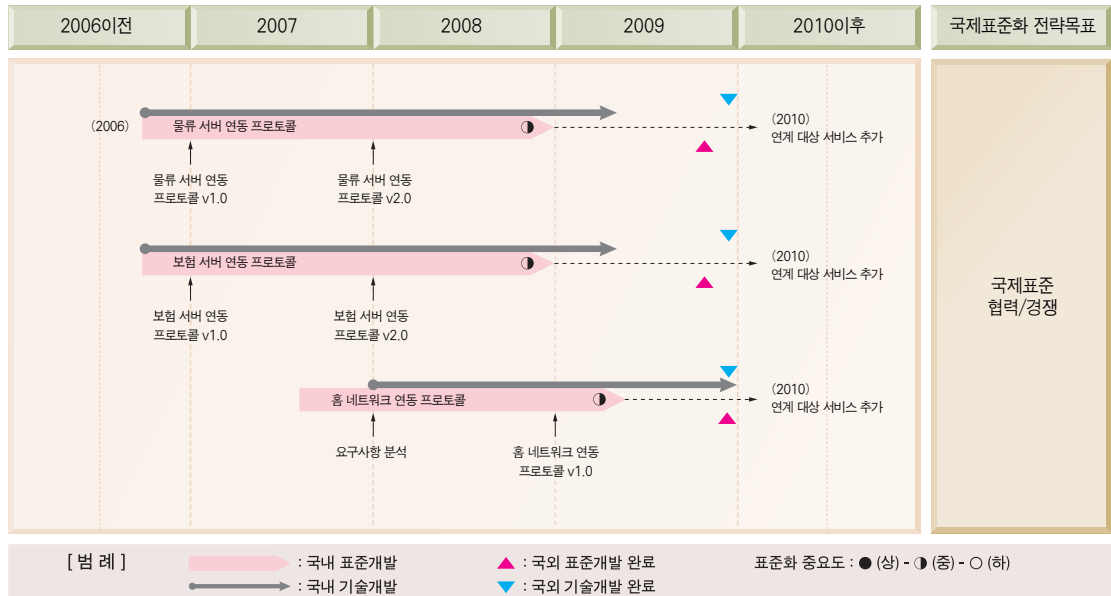 2006이전 2007 2008 2009 2010이후 국제표준화 전략목표
(2006) 물류 서버 연동 프로토콜
(2010)
연계 대상 서비스 추가
물류 서버 연동
프로토콜 v1.0
물류 서버 연동
프로토콜 v2.0
보험 서버 연동 프로토콜
(2010)
연계 대상 서비스 추가
보험 서버 연동
프로토콜 v1.0
보험 서버 연동
프로토콜 v2.0
홈 네트워크 연동 프로토콜
(2010)
연계 대상 서비스 추가
요구사항 분석
홈 네트워크 연동
프로토콜 v1.0
국제표준
협력/경쟁
[ 범 례 ] : 국내 표준개발 ▲ : 국외 표준개발 완료 표준화 중요도 : ● (상) - ◑ (중) - ○ (하)
: 국내 기술개발 ▼ : 국외 기술개발 완료